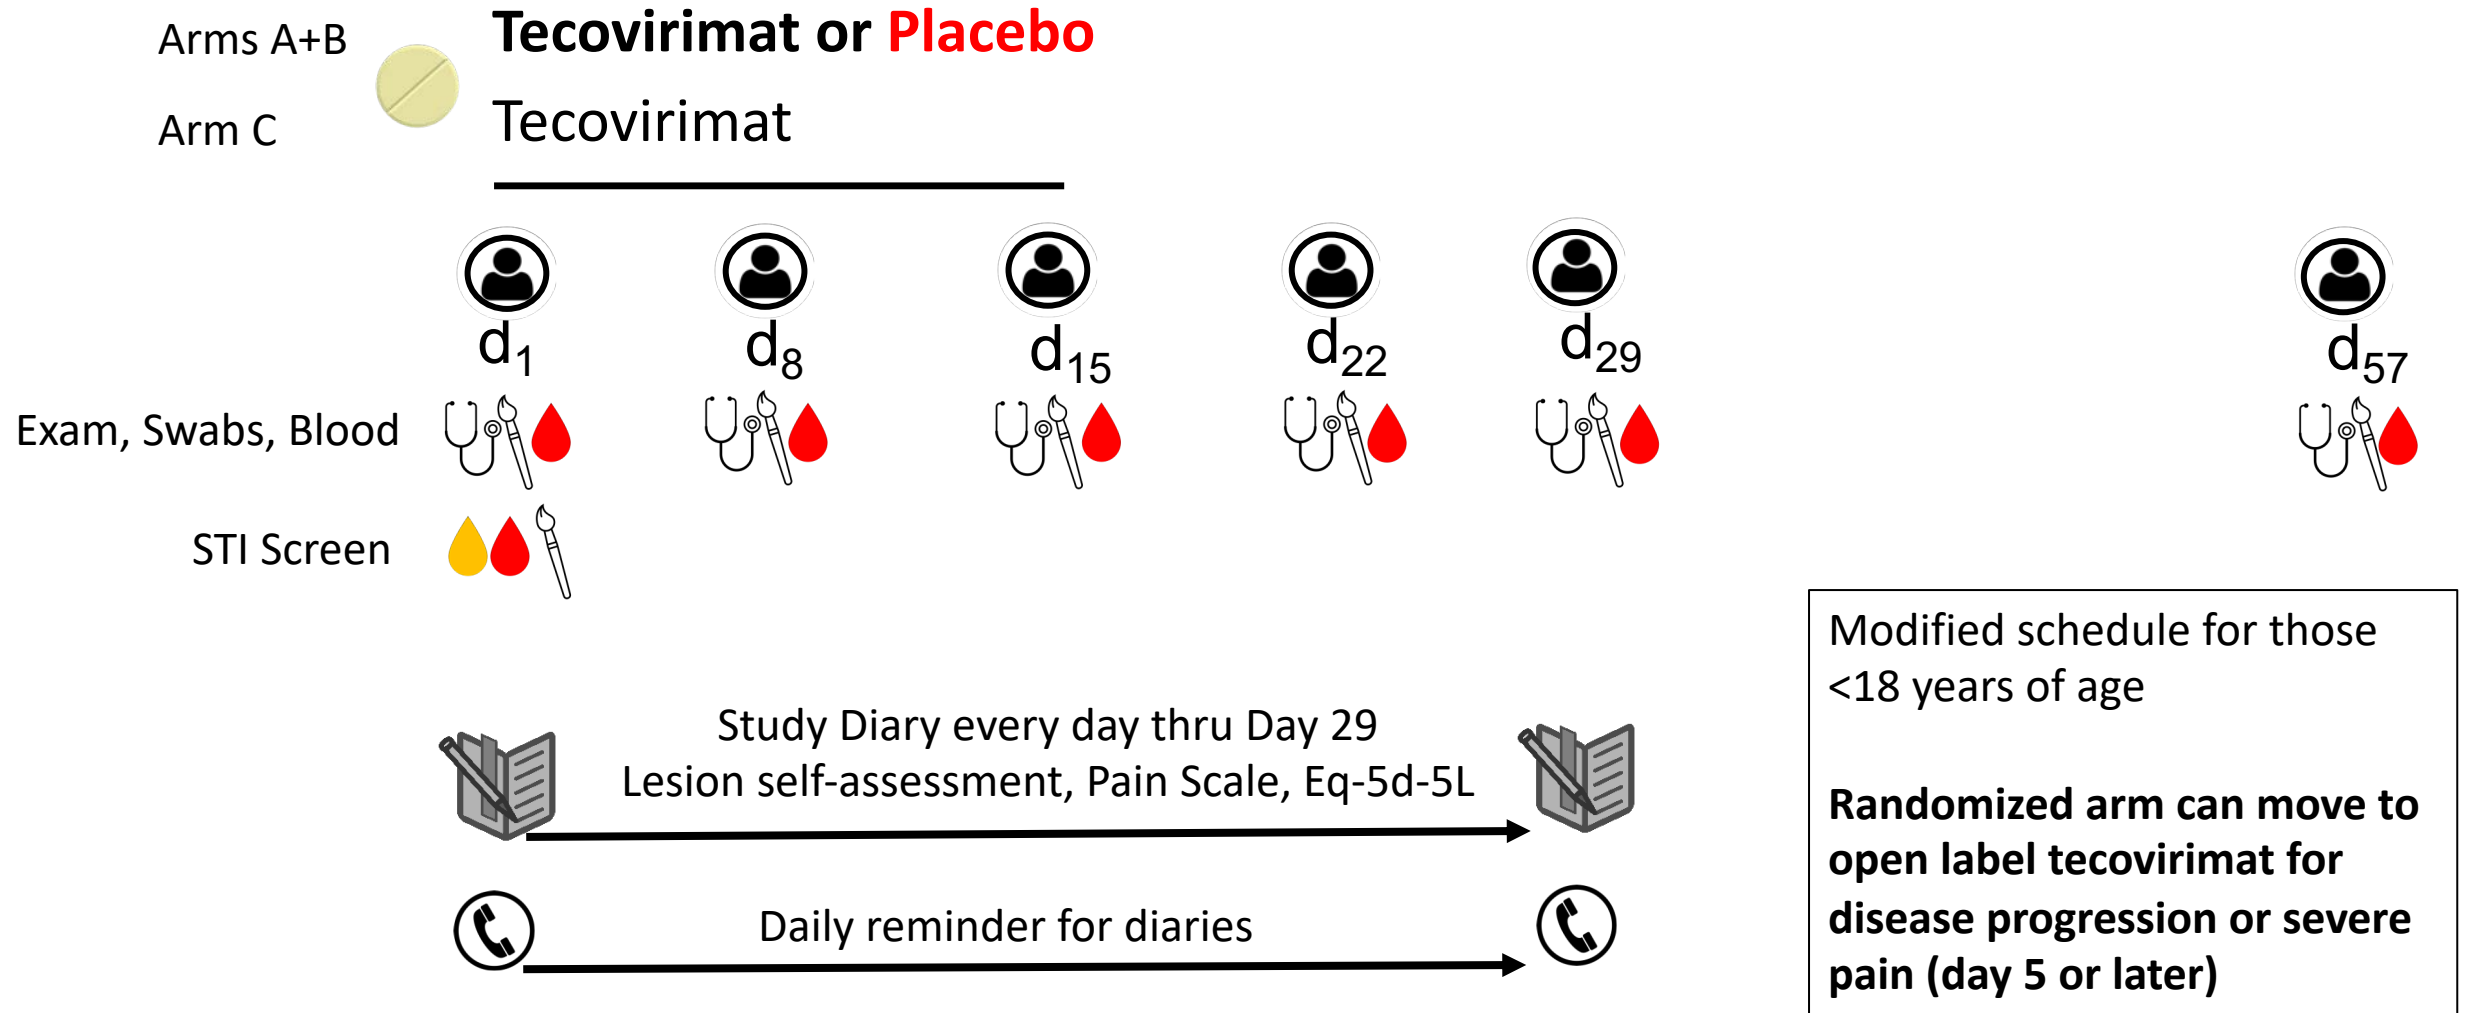 Arms A+B
Tecovirimat or Placebo
Arm C
Tecovirimat
d1
d8
d15
d22
d29
d57
Exam, Swabs, Blood
STI Screen
Study Diary every day thru Day 29
Lesion self-assessment, Pain Scale, Eq-5d-5L
Daily reminder for diaries
Modified schedule for those
<18 years of age
Randomized arm can move to
open label tecovirimat for
disease progression or severe
pain (day 5 or later)